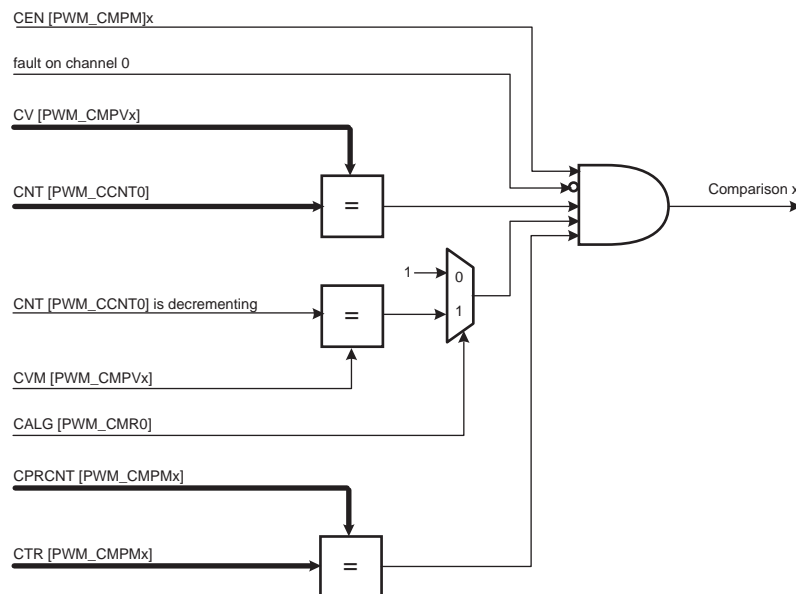 CEN [PWM_CMPM]x
fault on channel 0
CV [PWM_CMPVx]
CNT [PWM_CCNT0]
=
Comparison x
1
0
CNT [PWM_CCNT0] is decrementing
=
1
CVM [PWM_CMPVx]
CALG [PWM_CMR0]
CPRCNT [PWM_CMPMx]
CTR [PWM_CMPMx]
=